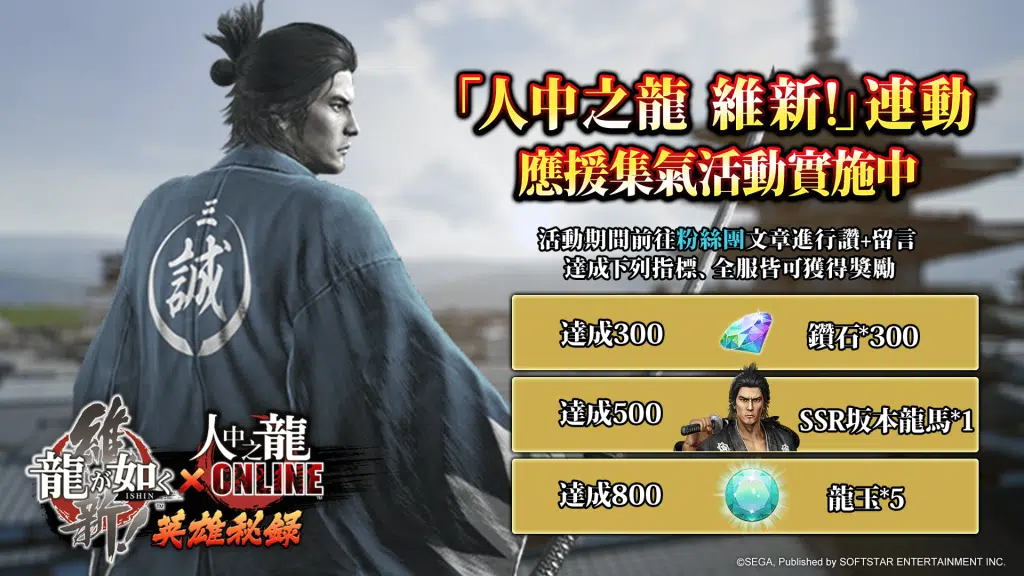 「人中之龍 維新!」連動
應援集氣活動實施中
活動期間前往粉絲團文章進行讚+留言
達成下列指標、全服皆可獲得獎勵
達成300 鑽石*300
達成500 SSR坂本龍馬*1
達成800 龍玉*5
三
誠
維新!
龍が如く
ISHIN
TM
×
人中之龍
ONLINE
英雄秘録
©SEGA, Published by SOFTSTAR ENTERTAINMENT INC.